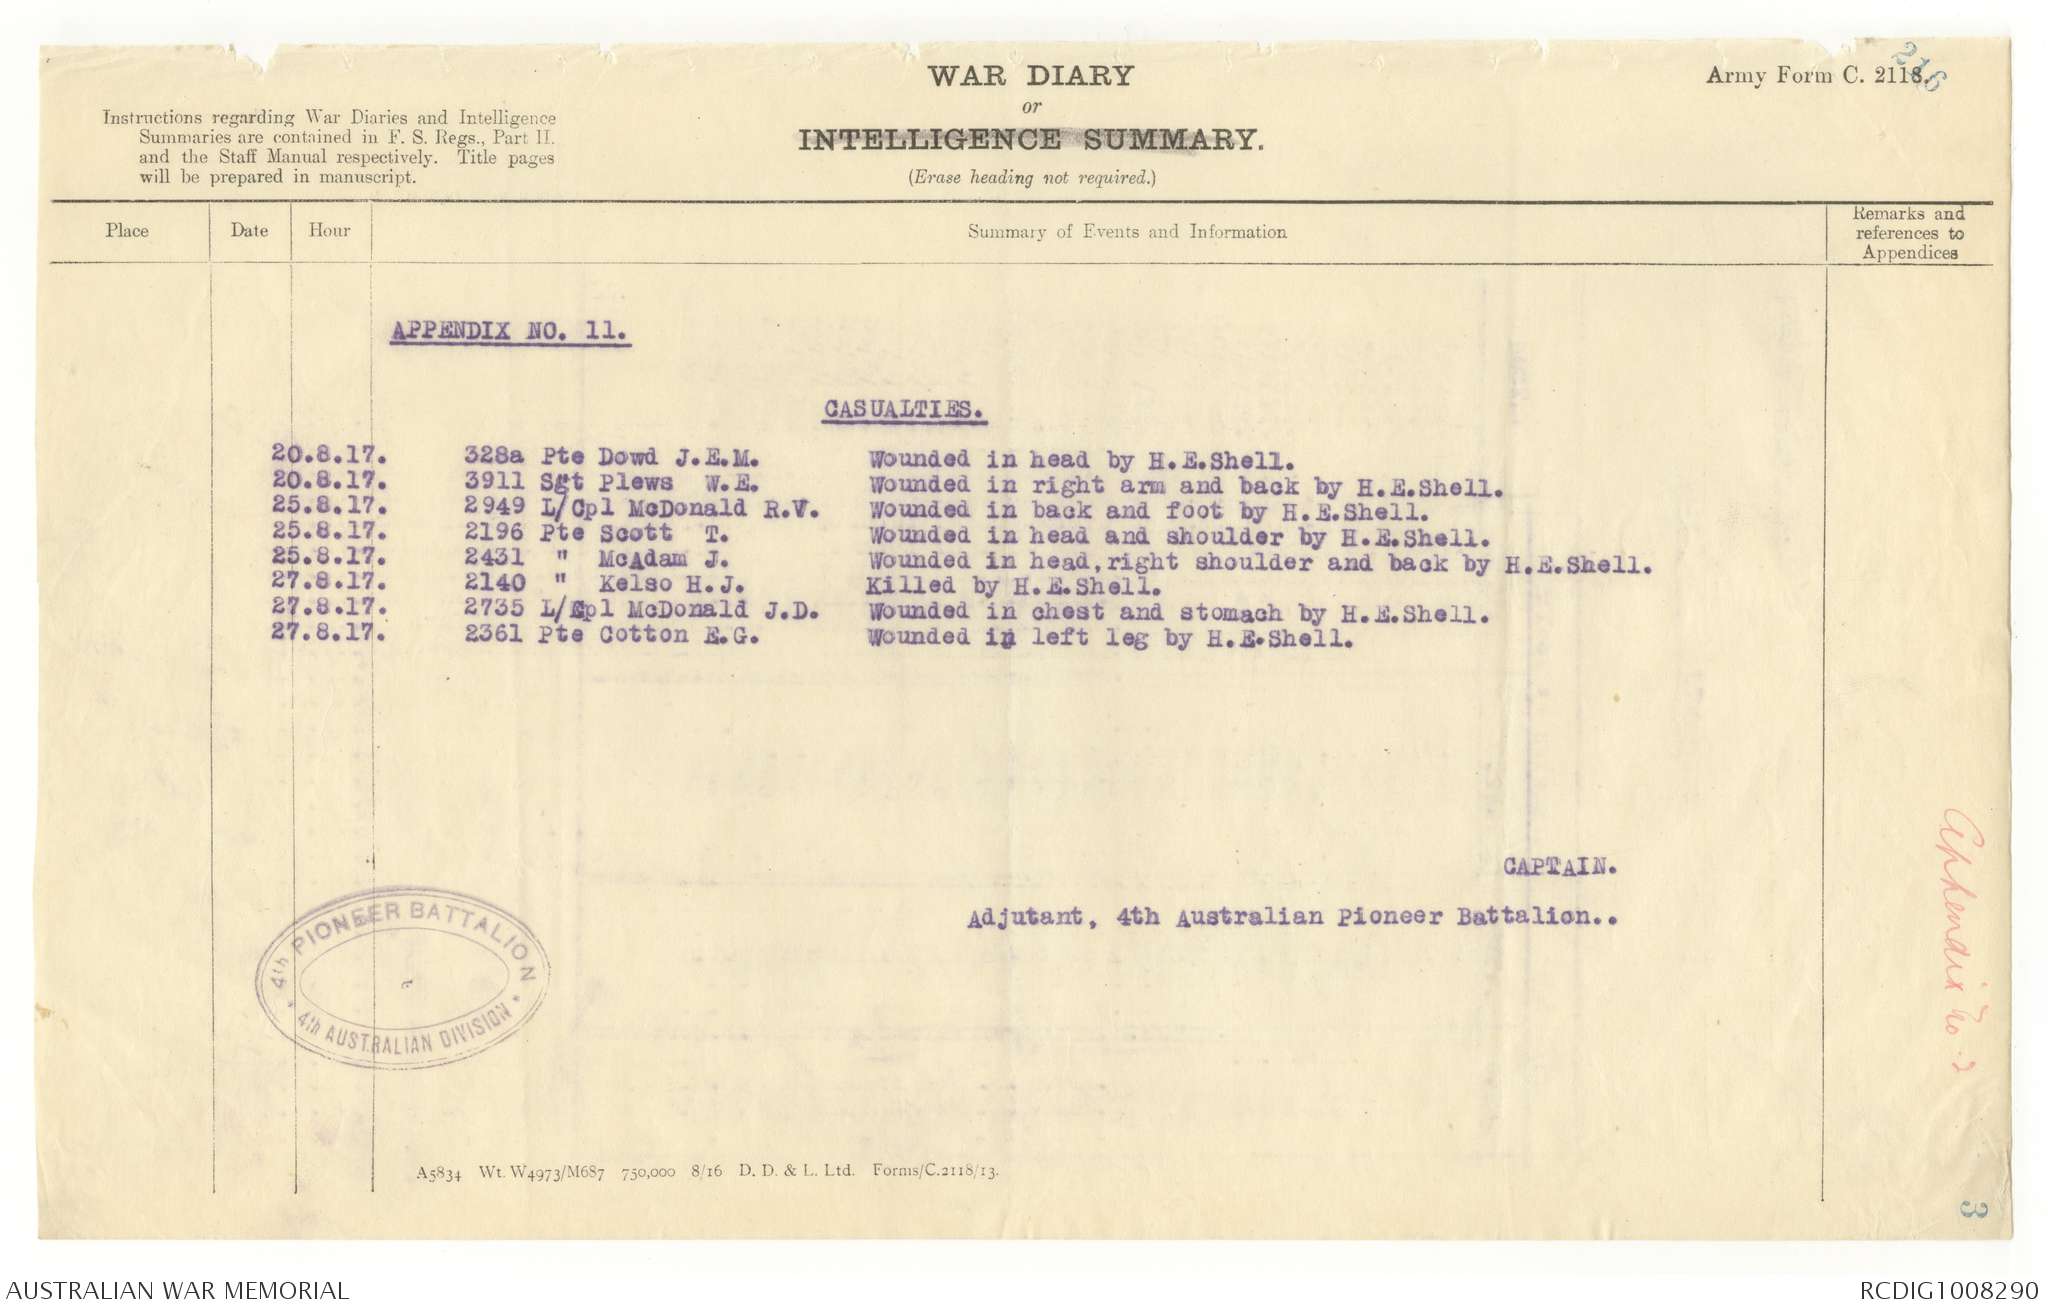 WAR DIARY
or
INTELLIGENCE SUMMARY.
(Erase heading not required.)
Army Form C. 2118.
216
Instructions regarding War Diaries and Intelligence
Summaries are contained in F. S. Regs., Part II.
and the Staff Manual respectively. Title pages
will be prepared in manuscript.
Place Date Hour Summary of Events and Information Remarks and references to Appendices
APPENDIX NO. 11.
CASUALTIES.
20.8.17. 328a Pte Dowd J.E.M. Wounded in head by H.E.Shell.
20.8.17. 3911 Sgt Plews W.E. Wounded in right arm and back by H.E.Shell.
25.8.17. 2949 L/Cpl McDonald R.V. Wounded in back and foot by H.E.Shell.
25.8.17. 2196 Pte Scott T. Wounded in head and shoulder by H.E.Shell.
25.8.17. 2431 " McAdam J. Wounded in head,right shoulder and back by H.E.Shell.
27.8.17. 2140 " Kelso H.J. Killed by H.E.Shell.
27.8.17. 2735 L/Cpl McDonald J.D. Wounded in chest and stomach by H.E.Shell.
27.8.17. 2361 Pte Cotton E.G. Wounded in left leg by H.E.Shell.
CAPTAIN.
Adjutant, 4th Australian Pioneer Battalion..
4th PIONEER BATTALION
4th AUSTRALIAN DIVISION
Appendix No.
A5834 Wt. W4973/M687 750,000 8/16 D. D. & L. Ltd. Forms/C.2118/13.
3
AUSTRALIAN WAR MEMORIAL
RCDIG1008290